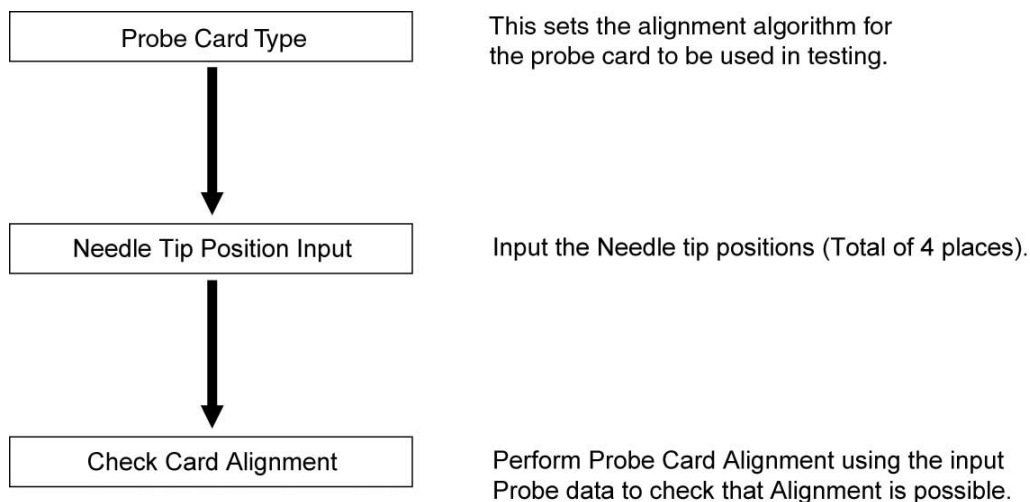 Probe Card Type
This sets the alignment algorithm for
the probe card to be used in testing.
Needle Tip Position Input
Input the Needle tip positions (Total of 4 places).
Check Card Alignment
Perform Probe Card Alignment using the input
Probe data to check that Alignment is possible.